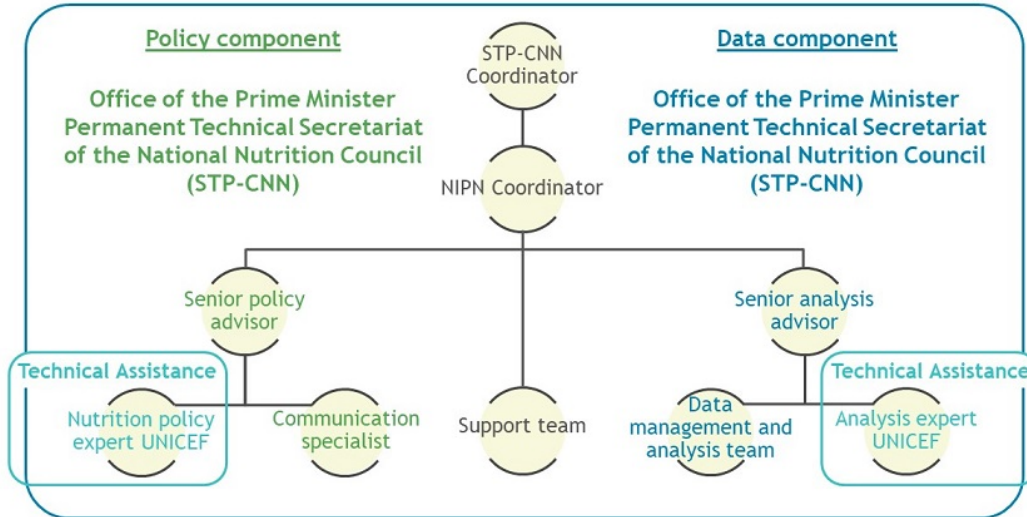 Policy component
Office of the Prime Minister
Permanent Technical Secretariat
of the National Nutrition Council
(STP-CNN)
STP-CNN
Coordinator
NIPN Coordinator
Data component
Office of the Prime Minister
Permanent Technical Secretariat
of the National Nutrition Council
(STP-CNN)
Senior policy
advisor
Senior analysis
advisor
Technical Assistance
Nutrition policy
expert UNICEF
Communication
specialist
Support team
Data
management and
analysis team
Technical Assistance
Analysis expert
UNICEF